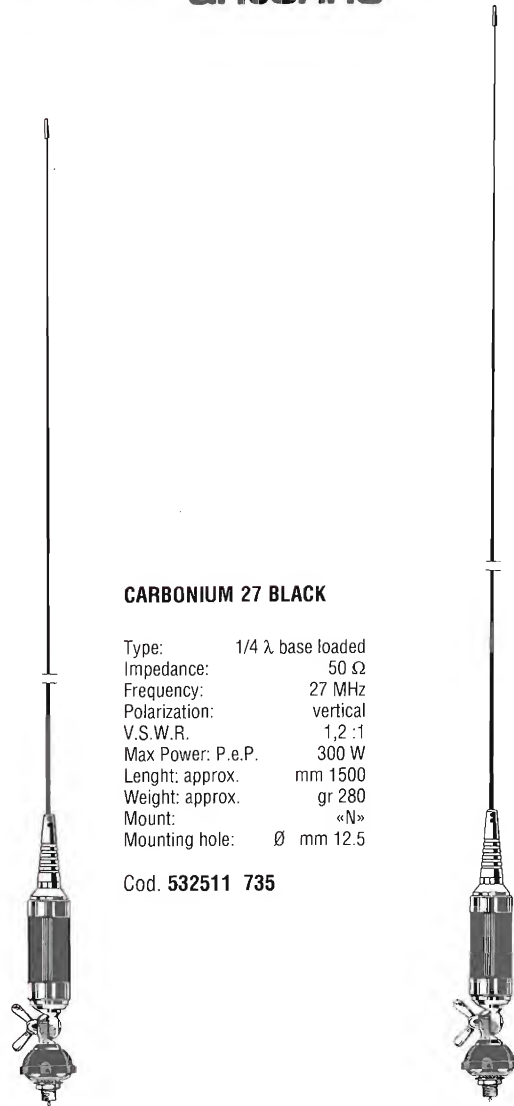 CARBONIUM 27 BLACK
Type: 1/4 λ base loaded
Impedance: 50 Ω
Frequency: 27 MHz
Polarization: vertical
V.S.W.R. 1,2 :1
Max Power: P.e.P. 300 W
Lenght: approx. mm 1500
Weight: approx. gr 280
Mount: «N»
Mounting hole: Ø mm 12.5
Cod. 532511 735